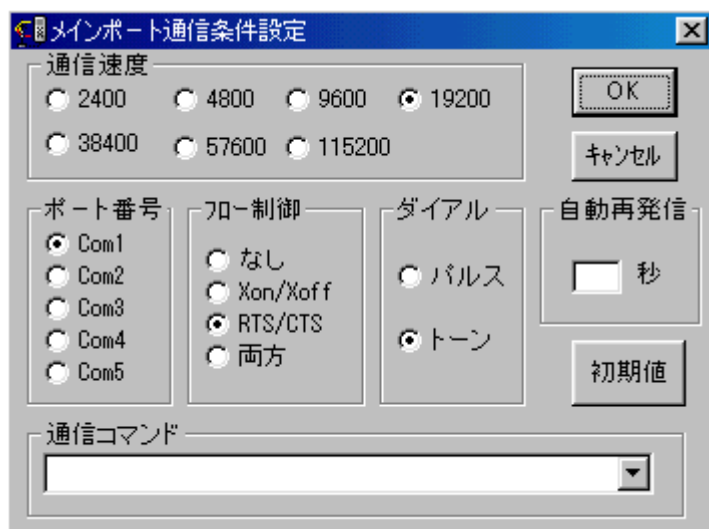 メインポート通信条件設定
通信速度
2400 4800 9600 19200
38400 57600 115200
OK
キャンセル
ポート番号
Com1
Com2
Com3
Com4
Com5
フロー制御
なし
Xon/Xoff
RTS/CTS
両方
ダイアル
パルス
トーン
自動再発信
秒
初期値
通信コマンド